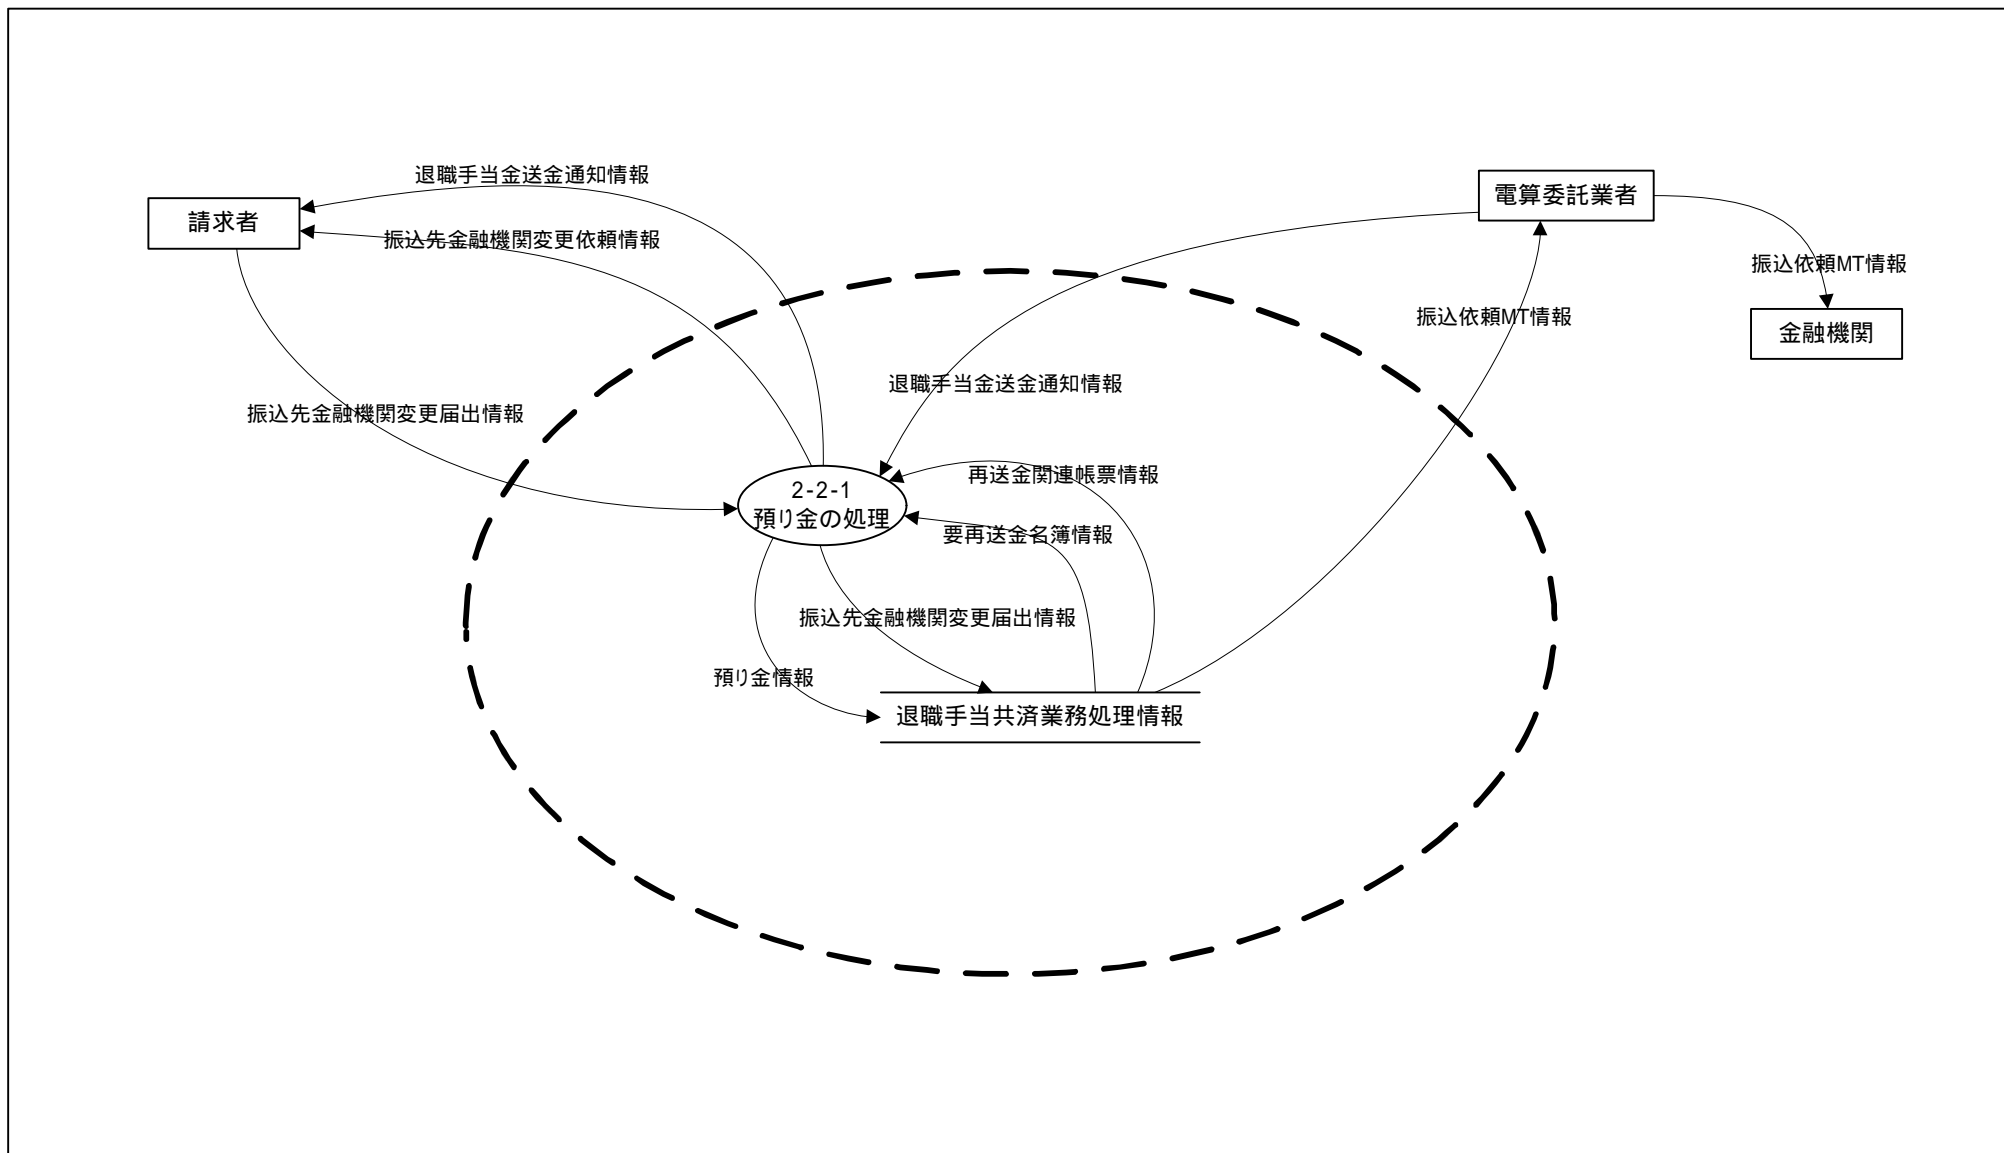 退職手当金送金通知情報
電算委託業者
請求者
振込先金融機関変更依頼情報
振込依頼MT情報
振込依頼MT情報
金融機関
退職手当金送金通知情報
振込先金融機関変更届出情報
再送金関連帳票情報
2-2-1
預り金の処理
要再送金名簿情報
振込先金融機関変更届出情報
預り金情報
退職手当共済業務処理情報